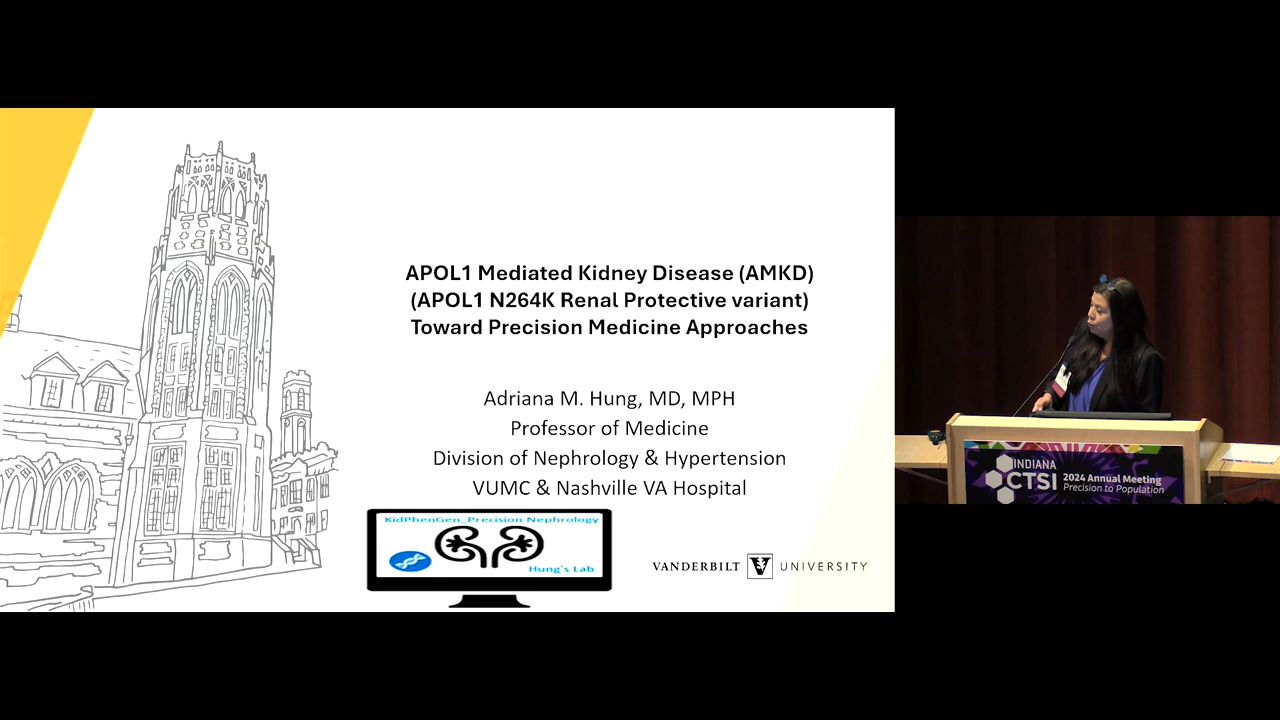 APOL1 Mediated Kidney Disease (AMKD)
(APOL1 N264K Renal Protective variant)
Toward Precision Medicine Approaches
Adriana M. Hung, MD, MPH
Professor of Medicine
Division of Nephrology & Hypertension
VUMC & Nashville VA Hospital
KidPhenGen_Precision Nephrology
Hung's Lab
VANDERBILT V UNIVERSITY
INDIANA
CTSI
2024 Annual Meeting
Precision to Population